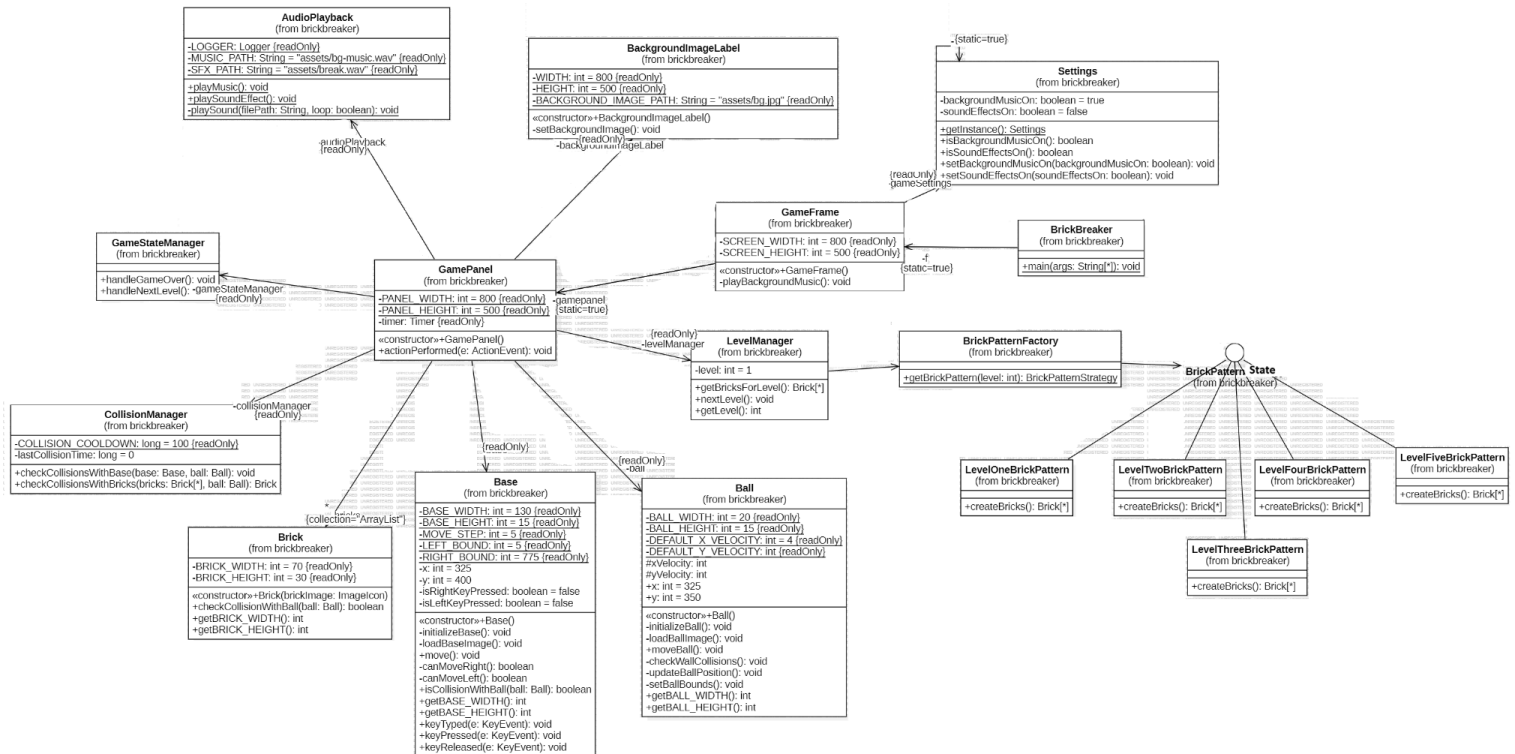 AudioPlayback
(from brickbreaker)
-LOGGER: Logger {readOnly}
-MUSIC_PATH: String = "assets/bg-music.wav" {readOnly}
-SFX_PATH: String = "assets/break.wav" {readOnly}
+playMusic(): void
+playSoundEffect(): void
-playSound(filePath: String, loop: boolean): void
-audioPlayback
{readOnly}
BackgroundImageLabel
(from brickbreaker)
-WIDTH: int = 800 {readOnly}
-HEIGHT: int = 500 {readOnly}
-BACKGROUND_IMAGE_PATH: String = "assets/bg.jpg" {readOnly}
«constructor»+BackgroundImageLabel()
-setBackgroundImage(): void
{readOnly}
-backgroundImageLabel
-{static=true}
Settings
(from brickbreaker)
-backgroundMusicOn: boolean = true
-soundEffectsOn: boolean = false
+getInstance(): Settings
+isBackgroundMusicOn(): boolean
+isSoundEffectsOn(): boolean
+setBackgroundMusicOn(backgroundMusicOn: boolean): void
+setSoundEffectsOn(soundEffectsOn: boolean): void
{readOnly}
-gameSettings
GameFrame
(from brickbreaker)
-SCREEN_WIDTH: int = 800 {readOnly}
-SCREEN_HEIGHT: int = 500 {readOnly}
«constructor»+GameFrame()
-playBackgroundMusic(): void
-f
{static=true}
BrickBreaker
(from brickbreaker)
+main(args: String[*]): void
GameStateManager
(from brickbreaker)
+handleGameOver(): void
+handleNextLevel():
-gameStateManager
{readOnly}
GamePanel
(from brickbreaker)
-PANEL_WIDTH: int = 800 {readOnly}
-PANEL_HEIGHT: int = 500 {readOnly}
-timer: Timer {readOnly}
«constructor»+GamePanel()
+actionPerformed(e: ActionEvent): void
-gamepanel
{static=true}
{readOnly}
-levelManager
LevelManager
(from brickbreaker)
-level: int = 1
+getBricksForLevel(): Brick[*]
+nextLevel(): void
+getLevel(): int
BrickPatternFactory
(from brickbreaker)
+getBrickPattern(level: int): BrickPatternStrategy
BrickPattern State
(from brickbreaker)
CollisionManager
(from brickbreaker)
-COLLISION_COOLDOWN: long = 100 {readOnly}
-lastCollisionTime: long = 0
+checkCollisionsWithBase(base: Base, ball: Ball): void
+checkCollisionsWithBricks(bricks: Brick[*], ball: Ball): Brick
-collisionManager
{readOnly}
*
{collection="ArrayList"}
Brick
(from brickbreaker)
-BRICK_WIDTH: int = 70 {readOnly}
-BRICK_HEIGHT: int = 30 {readOnly}
«constructor»+Brick(brickImage: ImageIcon)
+checkCollisionWithBall(ball: Ball): boolean
+getBRICK_WIDTH(): int
+getBRICK_HEIGHT(): int
{readOnly}
Base
(from brickbreaker)
-BASE_WIDTH: int = 130 {readOnly}
-BASE_HEIGHT: int = 15 {readOnly}
-MOVE_STEP: int = 5 {readOnly}
-LEFT_BOUND: int = 5 {readOnly}
-RIGHT_BOUND: int = 775 {readOnly}
-x: int = 325
-y: int = 400
-isRightKeyPressed: boolean = false
-isLeftKeyPressed: boolean = false
«constructor»+Base()
-initializeBase(): void
-loadBaseImage(): void
+move(): void
-canMoveRight(): boolean
-canMoveLeft(): boolean
+isCollisionWithBall(ball: Ball): boolean
+getBASE_WIDTH(): int
+getBASE_HEIGHT(): int
+keyTyped(e: KeyEvent): void
+keyPressed(e: KeyEvent): void
+keyReleased(e: KeyEvent): void
{readOnly}
-ball
Ball
(from brickbreaker)
-BALL_WIDTH: int = 20 {readOnly}
-BALL_HEIGHT: int = 15 {readOnly}
-DEFAULT_X_VELOCITY: int = 4 {readOnly}
-DEFAULT_Y_VELOCITY: int {readOnly}
#xVelocity: int
#yVelocity: int
+x: int = 325
+y: int = 350
«constructor»+Ball()
-initializeBall(): void
-loadBallImage(): void
+moveBall(): void
-checkWallCollisions(): void
-updateBallPosition(): void
-setBallBounds(): void
+getBALL_WIDTH(): int
+getBALL_HEIGHT(): int
LevelOneBrickPattern
(from brickbreaker)
+createBricks(): Brick[*]
LevelTwoBrickPattern
(from brickbreaker)
+createBricks(): Brick[*]
LevelFourBrickPattern
(from brickbreaker)
+createBricks(): Brick[*]
LevelFiveBrickPattern
(from brickbreaker)
+createBricks(): Brick[*]
LevelThreeBrickPattern
(from brickbreaker)
+createBricks(): Brick[*]